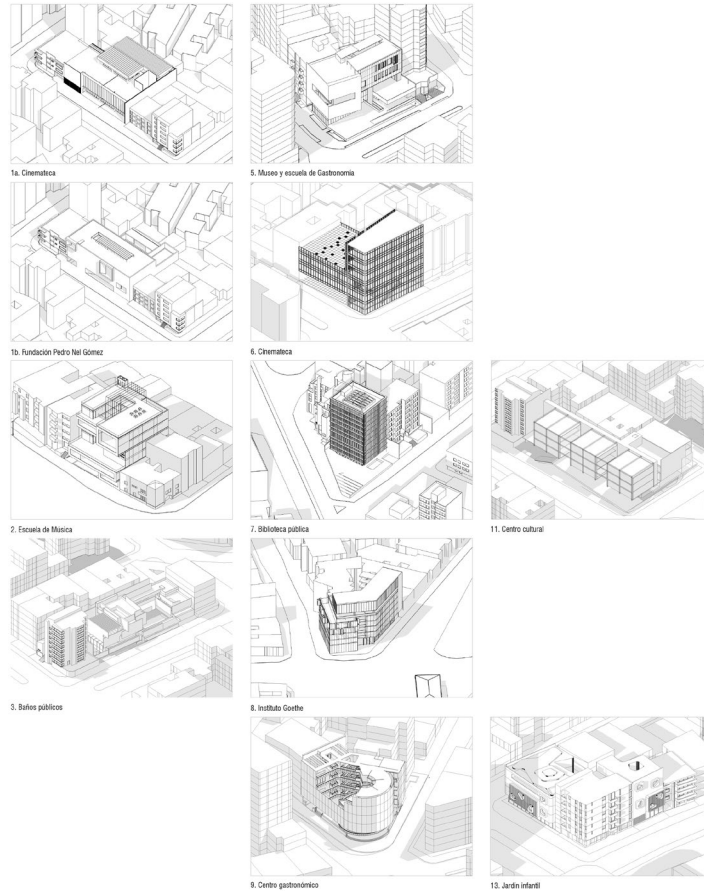 1a. Cinemateca
5. Museo y escuela de Gastronomía
1b. Fundación Pedro Nel Gómez
6. Cinemateca
2. Escuela de Música
7. Biblioteca pública
11. Centro cultural
3. Baños públicos
8. Instituto Goethe
9. Centro gastronómico
13. Jardín infantil